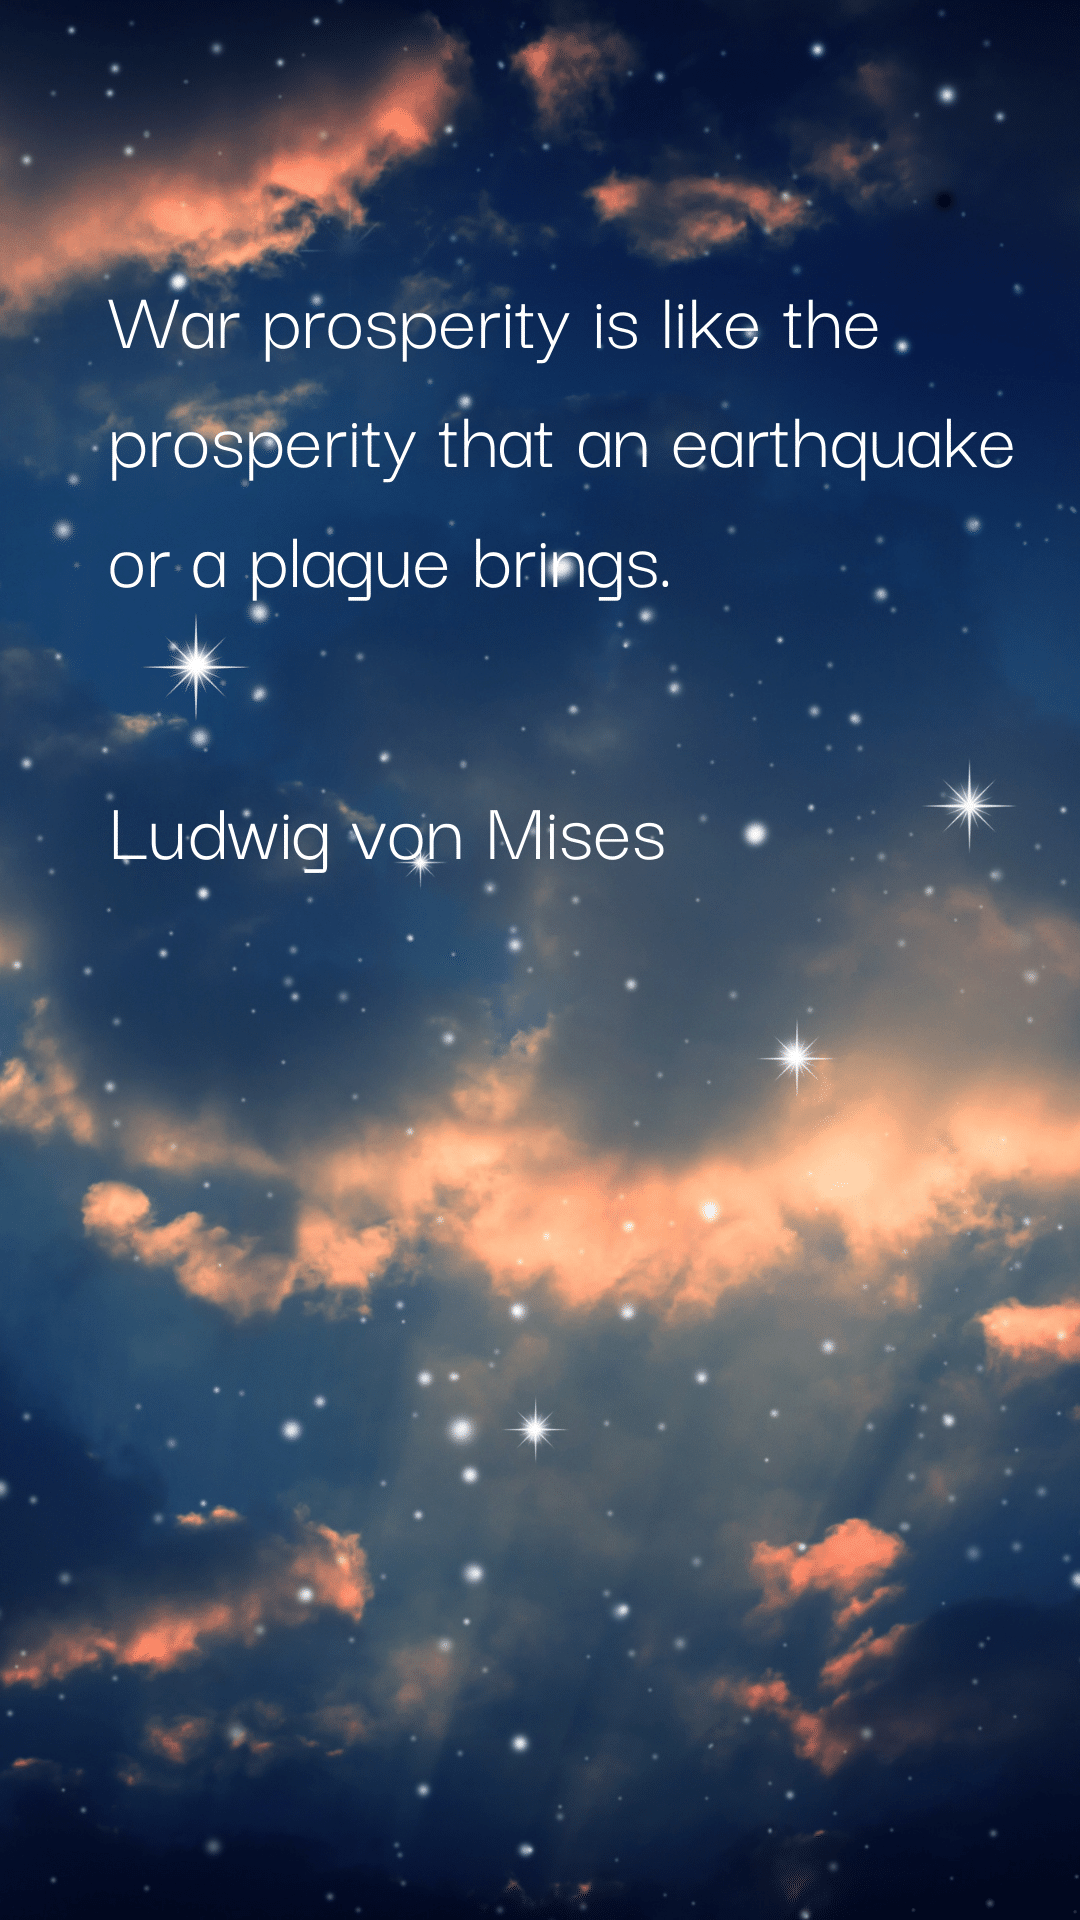 War prosperity is like the
prosperity that an earthquake
or a plague brings.
Ludwig von Mises